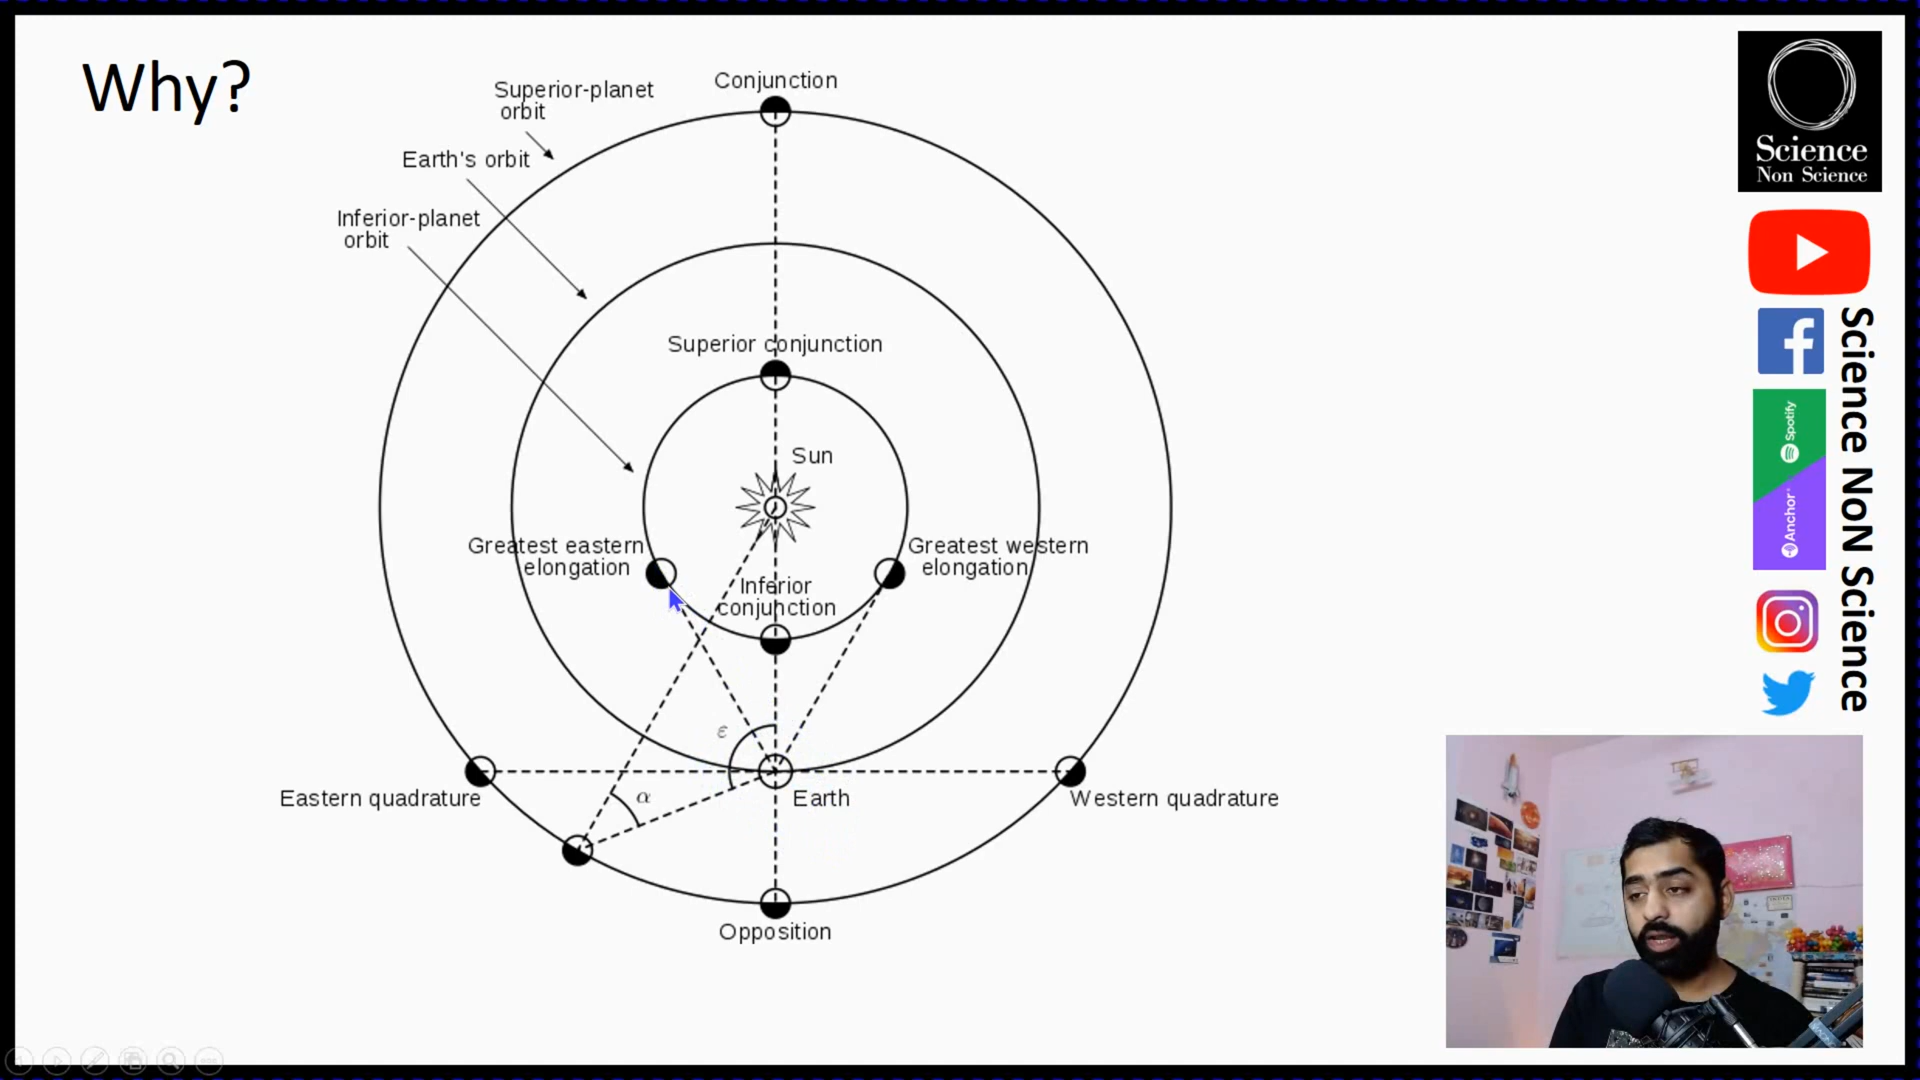 Why?
Superior-planet
orbit
Conjunction
Earth's orbit
Inferior-planet
orbit
Superior conjunction
Sun
Greatest eastern
elongation
Greatest western
elongation
Inferior
conjunction
ε
α
Earth
Eastern quadrature
Western quadrature
Opposition
Science
Non Science
Spotify
Anchor
Science NoN Science